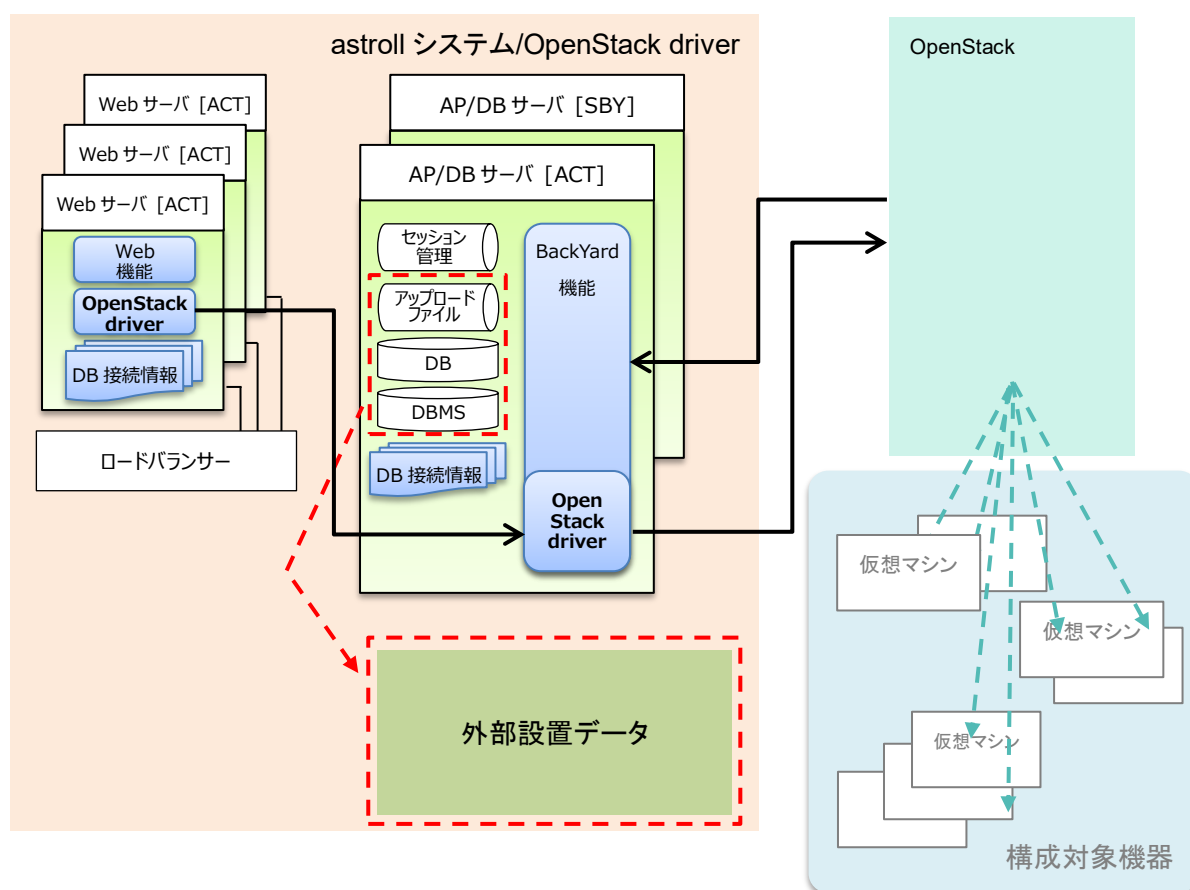 astroll システム/OpenStack driver
OpenStack
Web サーバ [ACT]
Web サーバ [ACT]
Web サーバ [ACT]
Web
機能
OpenStack
driver
DB 接続情報
ロードバランサー
AP/DB サーバ [SBY]
AP/DB サーバ [ACT]
セッション
管理
アップロード
ファイル
DB
DBMS
DB 接続情報
BackYard
機能
Open
Stack
driver
外部設置データ
仮想マシン
仮想マシン
仮想マシン
構成対象機器